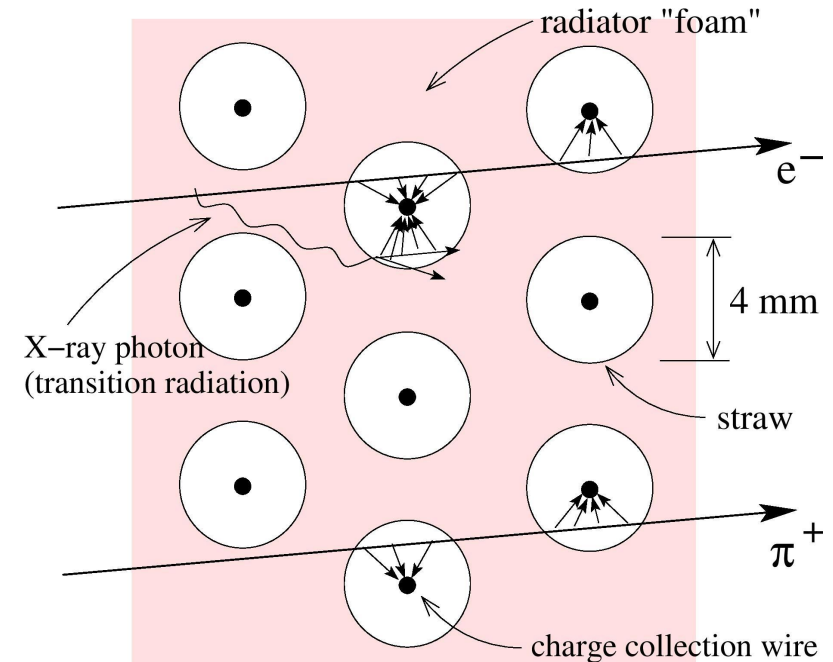 radiator "foam"
e−
4 mm
X−ray photon
(transition radiation)
straw
π+
charge collection wire